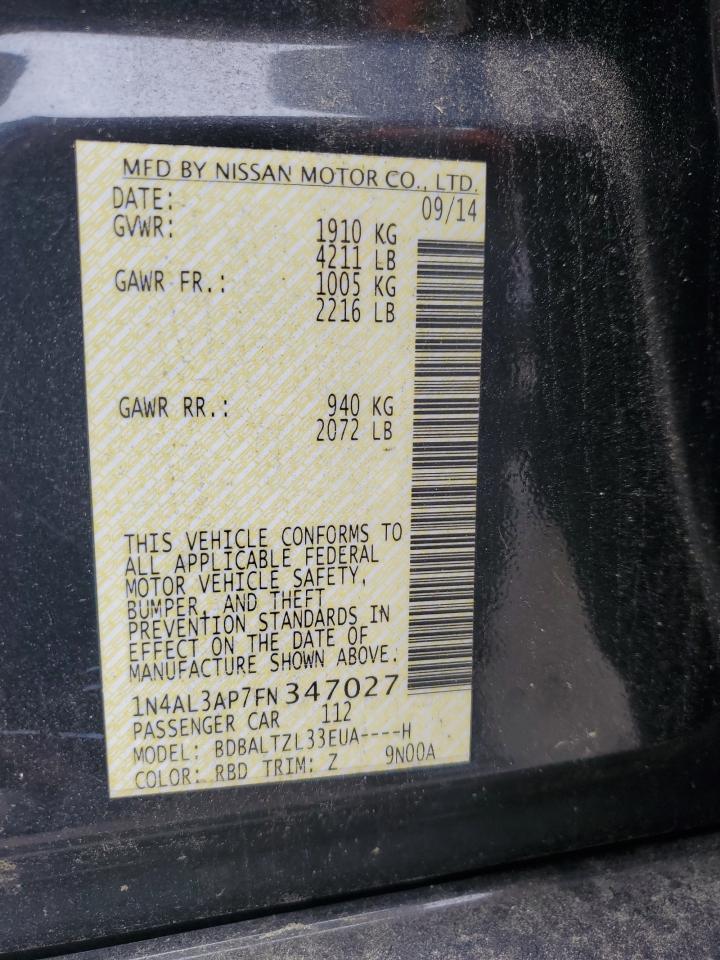 MFD BY NISSAN MOTOR CO., LTD.
DATE: 09/14
GVWR: 1910 KG
4211 LB
GAWR FR.: 1005 KG
2216 LB
GAWR RR.: 940 KG
2072 LB
THIS VEHICLE CONFORMS TO
ALL APPLICABLE FEDERAL
MOTOR VEHICLE SAFETY,
BUMPER, AND THEFT
PREVENTION STANDARDS IN
EFFECT ON THE DATE OF
MANUFACTURE SHOWN ABOVE.
1N4AL3AP7FN347027
PASSENGER CAR 112
MODEL: BDBALTZL33EUA----H
COLOR: RBD TRIM: Z 9N00A